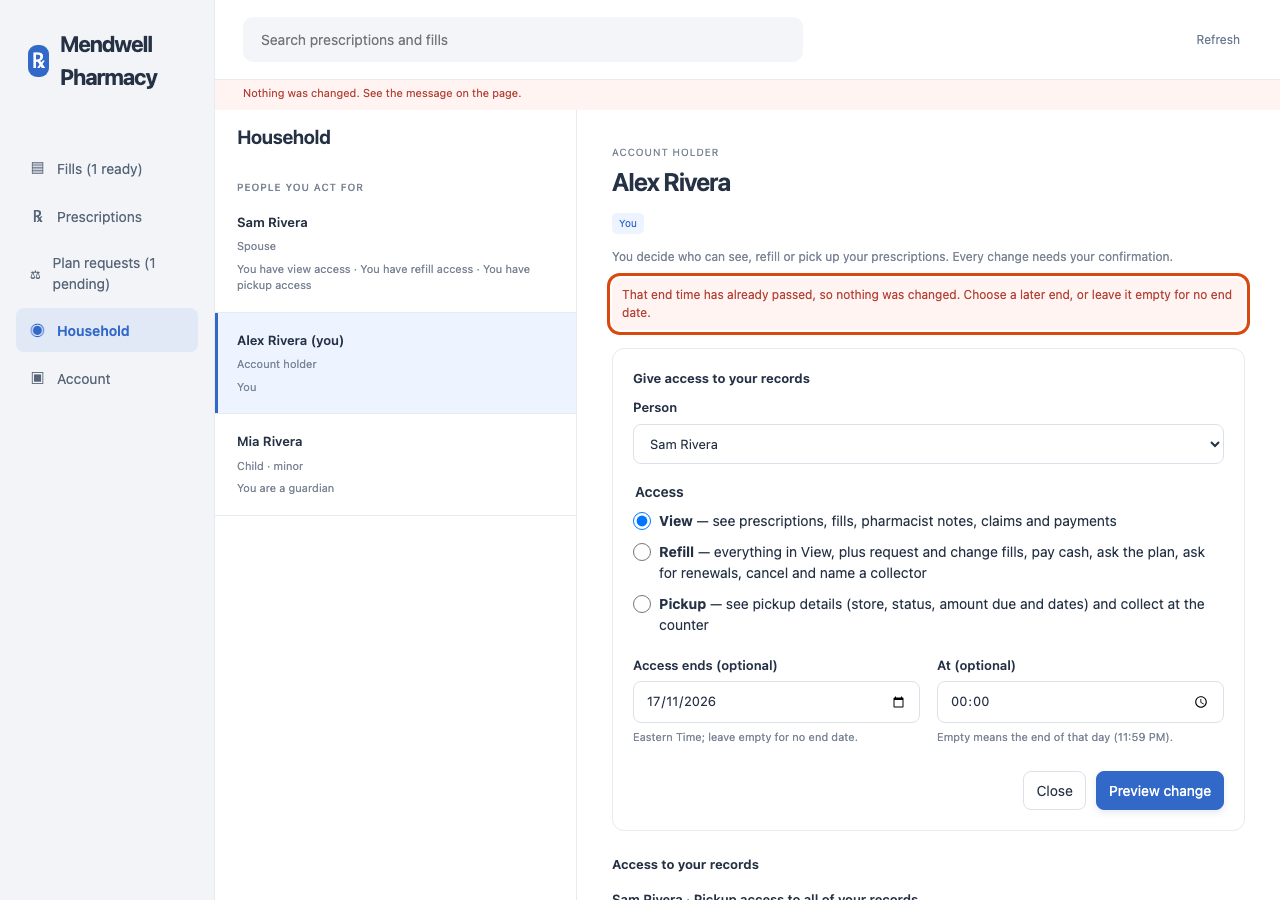 Mendwell
Pharmacy
Fills (1 ready)
Prescriptions
Plan requests (1
pending)
Household
Account
Search prescriptions and fills
Refresh
Nothing was changed. See the message on the page.
Household
PEOPLE YOU ACT FOR
Sam Rivera
Spouse
You have view access · You have refill access · You have
pickup access
Alex Rivera (you)
Account holder
You
Mia Rivera
Child · minor
You are a guardian
ACCOUNT HOLDER
Alex Rivera
You
You decide who can see, refill or pick up your prescriptions. Every change needs your confirmation.
That end time has already passed, so nothing was changed. Choose a later end, or leave it empty for no end
date.
Give access to your records
Person
Sam Rivera
Access
View — see prescriptions, fills, pharmacist notes, claims and payments
Refill — everything in View, plus request and change fills, pay cash, ask the plan, ask
for renewals, cancel and name a collector
Pickup — see pickup details (store, status, amount due and dates) and collect at the
counter
Access ends (optional)
At (optional)
17/11/2026
00:00
Eastern Time; leave empty for no end date.
Empty means the end of that day (11:59 PM).
Close
Preview change
Access to your records
Sam Rivera · Pickup access to all of your records